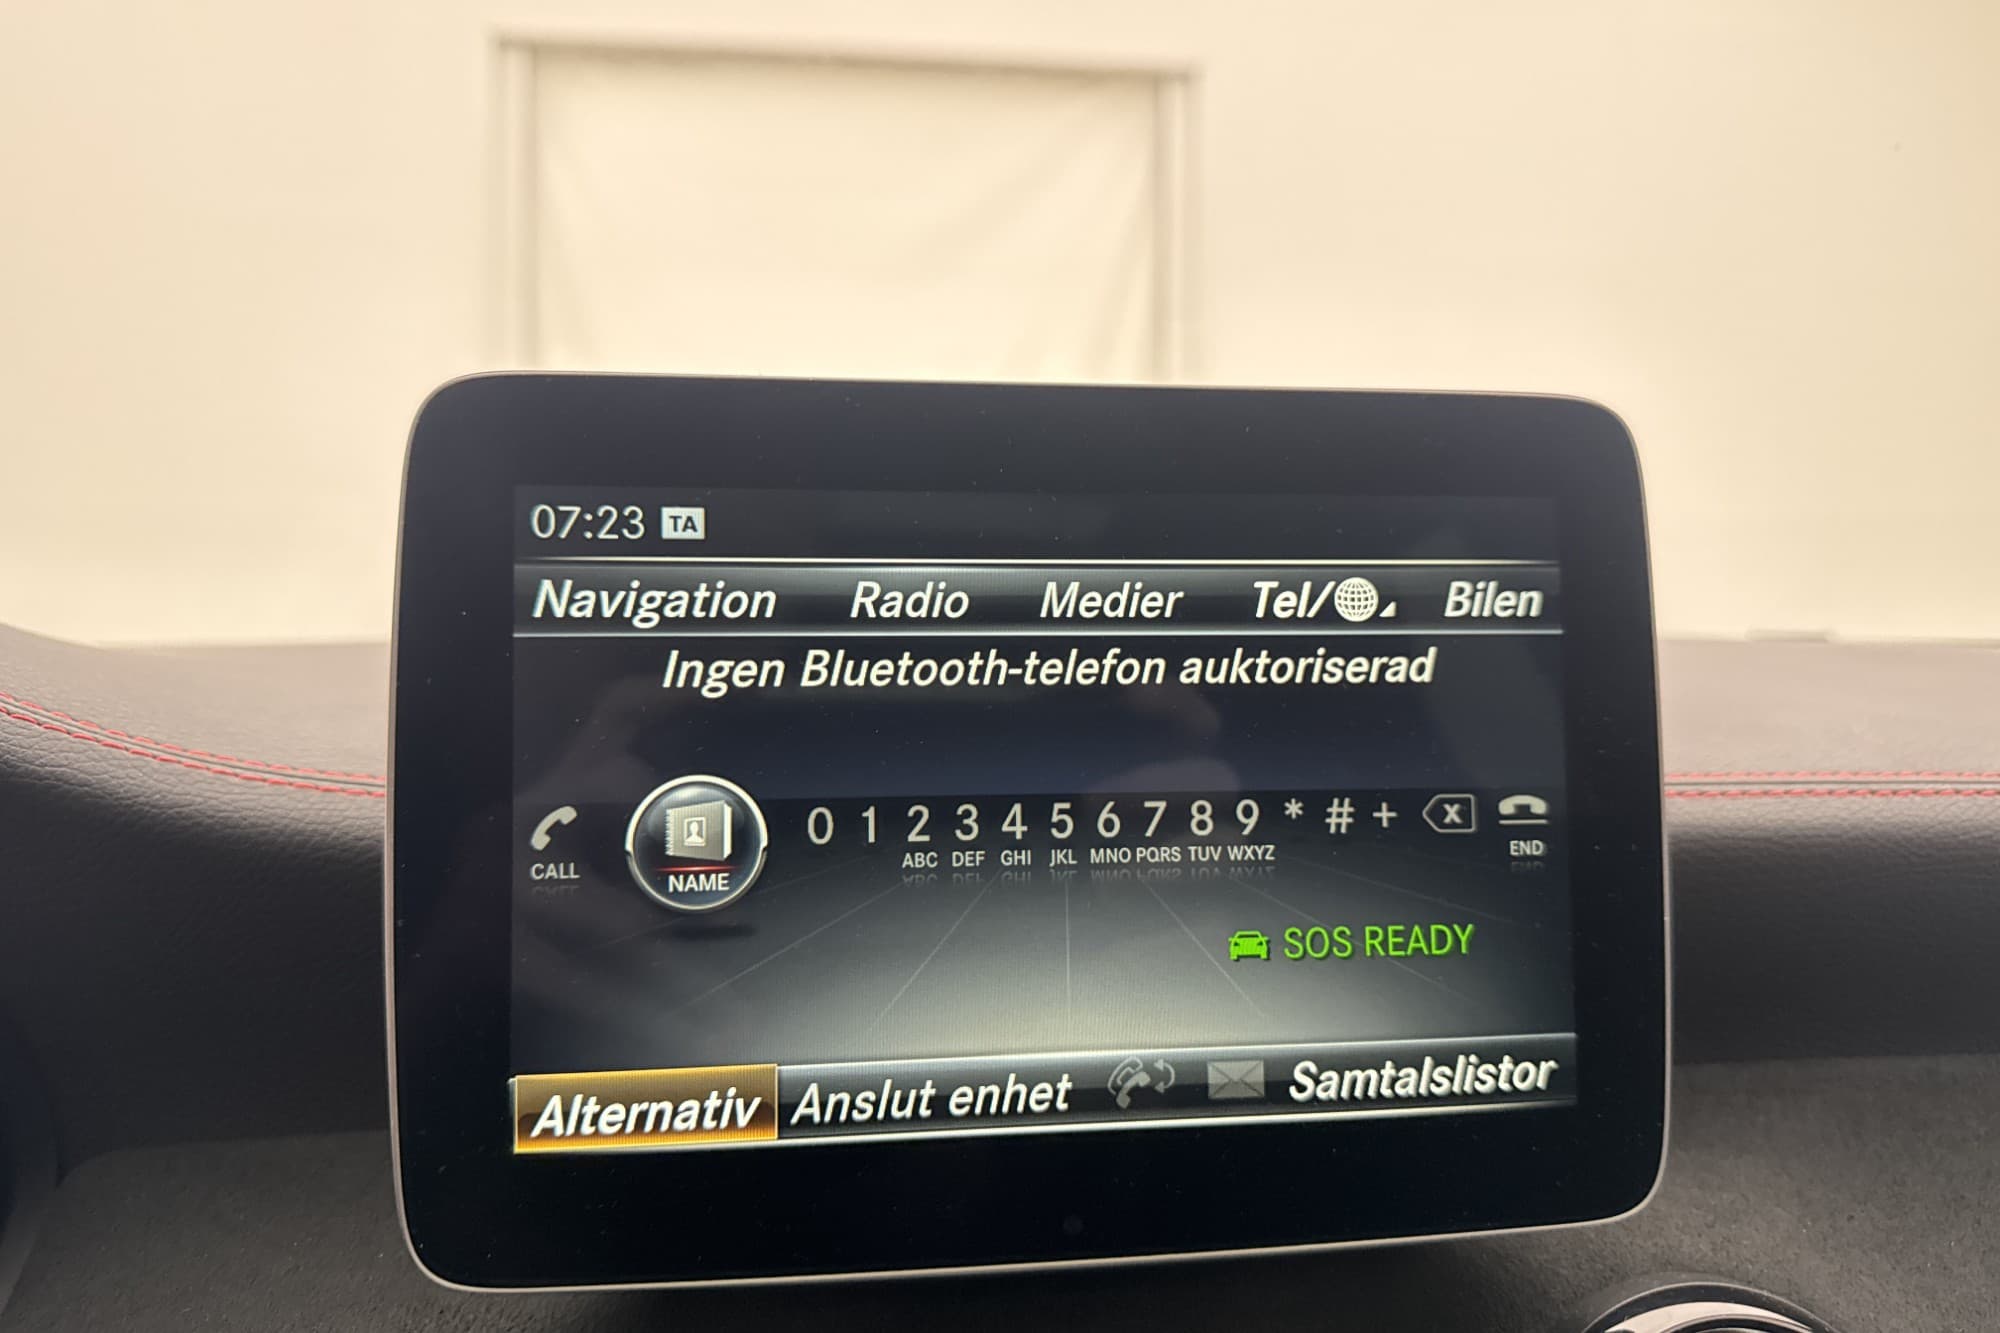 07:23 TA
Navigation Radio Medier Tel/ Bilen
Ingen Bluetooth-telefon auktoriserad
0 1 2 3 4 5 6 7 8 9 * # + X
ABC DEF GHI JKL MNO PQRS TUV WXYZ
CALL NAME END
SOS READY
Alternativ Anslut enhet Samtalslistor